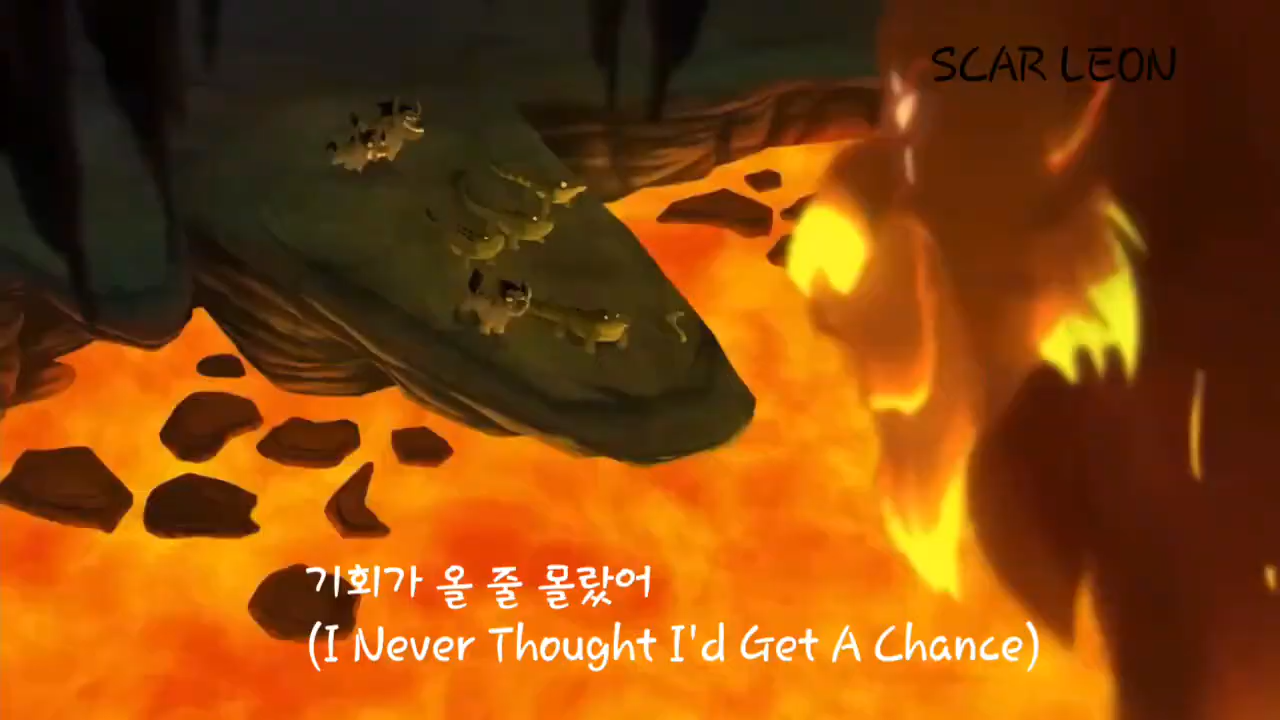 SCAR LEON
기회가 올 줄 몰랐어
(I Never Thought I'd Get A Chance)